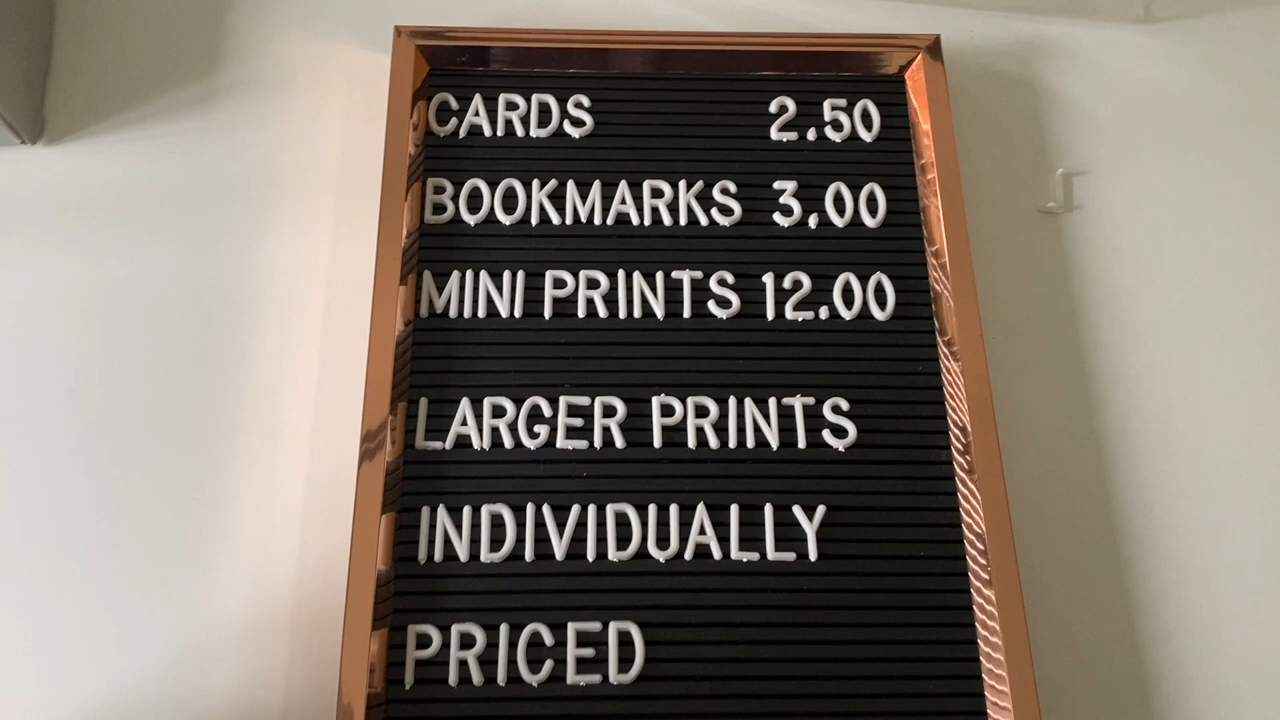 CARDS 2.50
BOOKMARKS 3.00
MINI PRINTS 12.00
LARGER PRINTS
INDIVIDUALLY
PRICED